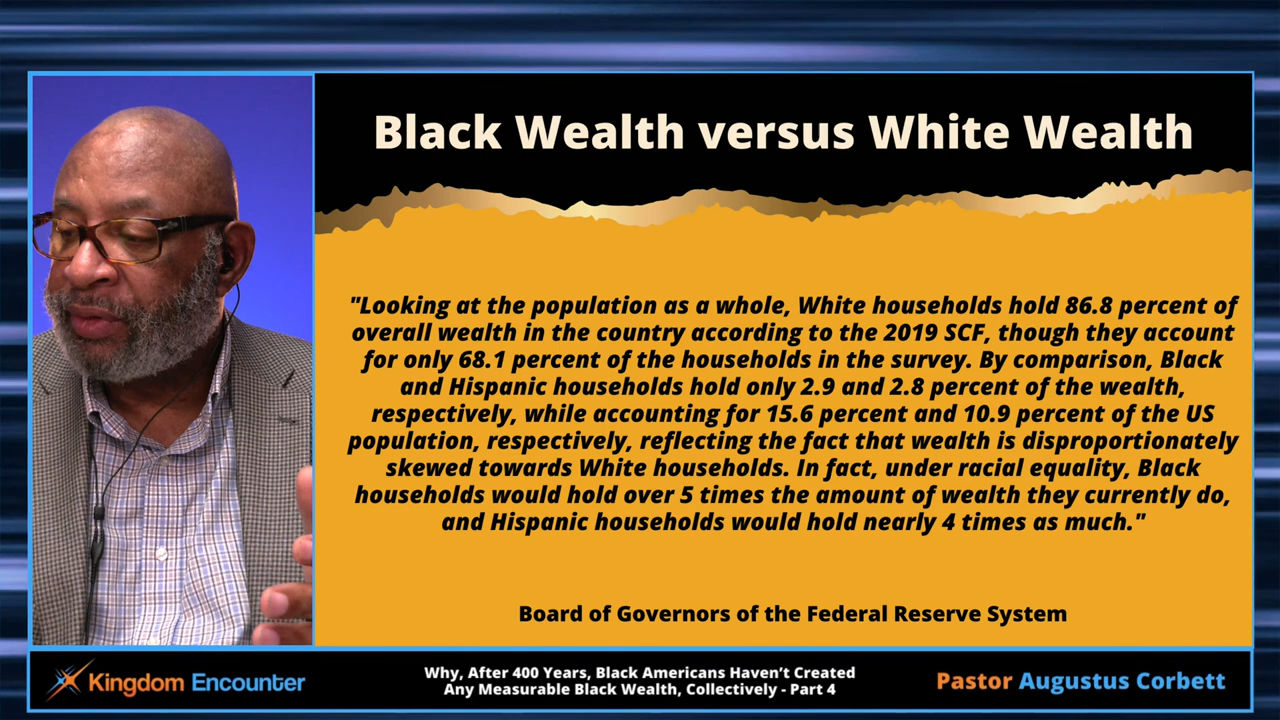 Black Wealth versus White Wealth
"Looking at the population as a whole, White households hold 86.8 percent of
overall wealth in the country according to the 2019 SCF, though they account
for only 68.1 percent of the households in the survey. By comparison, Black
and Hispanic households hold only 2.9 and 2.8 percent of the wealth,
respectively, while accounting for 15.6 percent and 10.9 percent of the US
population, respectively, reflecting the fact that wealth is disproportionately
skewed towards White households. In fact, under racial equality, Black
households would hold over 5 times the amount of wealth they currently do,
and Hispanic households would hold nearly 4 times as much."
Board of Governors of the Federal Reserve System
Kingdom Encounter
Why, After 400 Years, Black Americans Haven’t Created
Any Measurable Black Wealth, Collectively - Part 4
Pastor Augustus Corbett